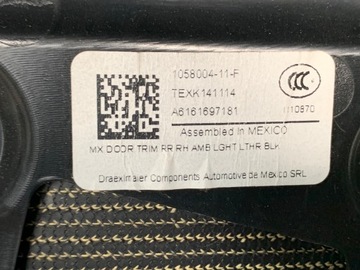 1058004-11-F
TEXK141114
A6161697181
010870
Assembled in MEXICO
MX DOOR TRIM RR RH AMB LGHT LTHR BLK
Draexlmaier Components Automotive de Mexico SRL